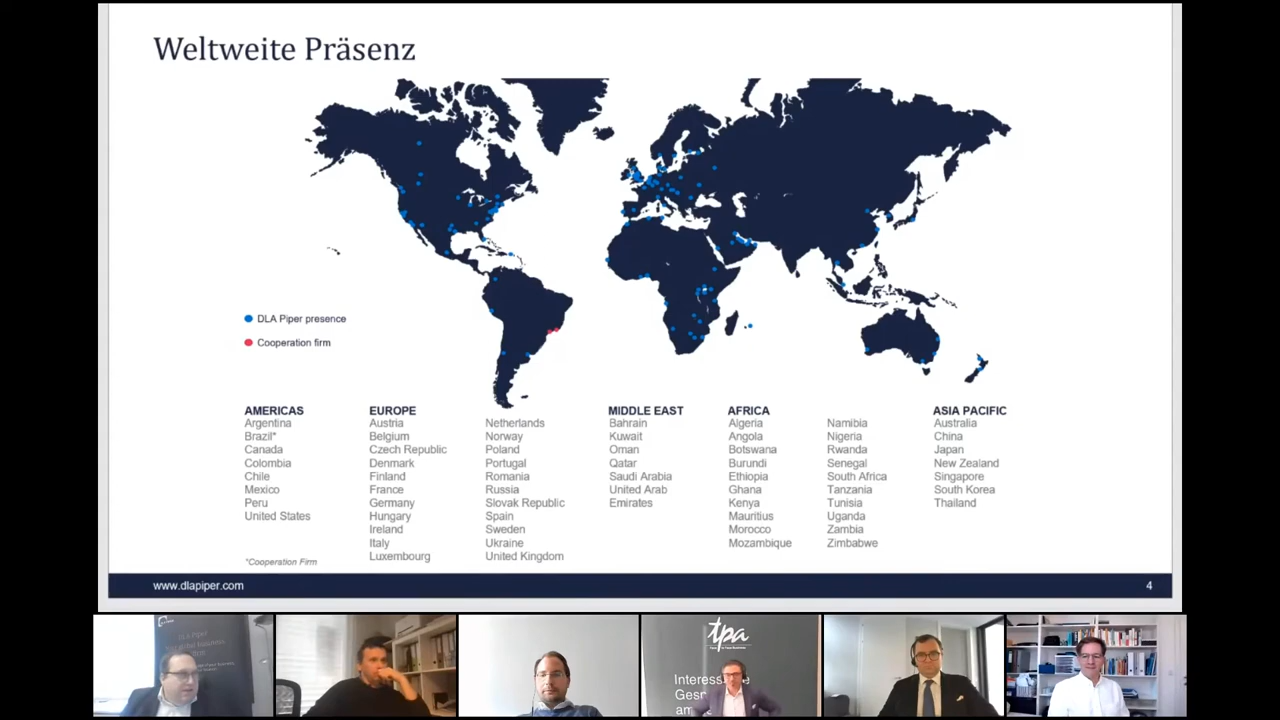 Weltweite Präsenz
DLA Piper presence
Cooperation firm
AMERICAS
Argentina
Brazil*
Canada
Colombia
Chile
Mexico
Peru
United States
*Cooperation Firm
EUROPE
Austria
Belgium
Czech Republic
Denmark
Finland
France
Germany
Hungary
Ireland
Italy
Luxembourg
Netherlands
Norway
Poland
Portugal
Romania
Russia
Slovak Republic
Spain
Sweden
Ukraine
United Kingdom
MIDDLE EAST
Bahrain
Kuwait
Oman
Qatar
Saudi Arabia
United Arab
Emirates
AFRICA
Algeria
Angola
Botswana
Burundi
Ethiopia
Ghana
Kenya
Mauritius
Morocco
Mozambique
Namibia
Nigeria
Rwanda
Senegal
South Africa
Tanzania
Tunisia
Uganda
Zambia
Zimbabwe
ASIA PACIFIC
Australia
China
Japan
New Zealand
Singapore
South Korea
Thailand
www.dlapiper.com
4
DLA Piper
tpa